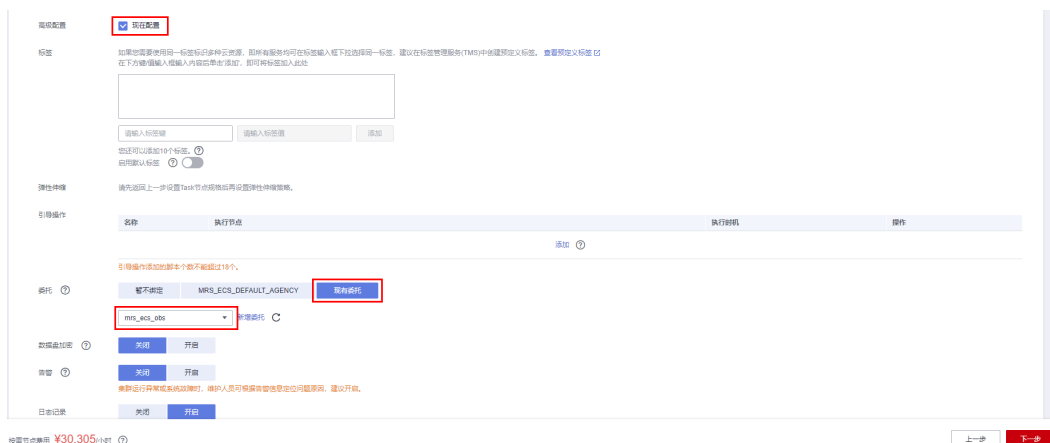 高级配置
现在配置
标签
如果您需要使用同一标签标识多种云资源，即所有服务均可在标签输入框下拉选择同一标签，建议在标签管理服务(TMS)中创建预定义标签。 查看预定义标签
在下方键/值输入框输入内容后单击'添加'，即可将标签加入此处
请输入标签键 请输入标签值 添加
您还可以添加10个标签。
启用默认标签
弹性伸缩 请先返回上一步设置Task节点规格后再设置弹性伸缩策略。
引导操作
名称 执行节点 执行时机 操作
添加
引导操作添加的脚本个数不能超过18个。
委托 暂不绑定 MRS_ECS_DEFAULT_AGENCY 现有委托
mrs_ecs_obs 新增委托
数据盘加密 关闭 开启
告警 关闭 开启
集群运行异常或系统故障时，维护人员可根据告警信息定位问题原因，建议开启。
日志记录 关闭 开启
按需节点费用 ¥30.305/小时 上一步 下一步